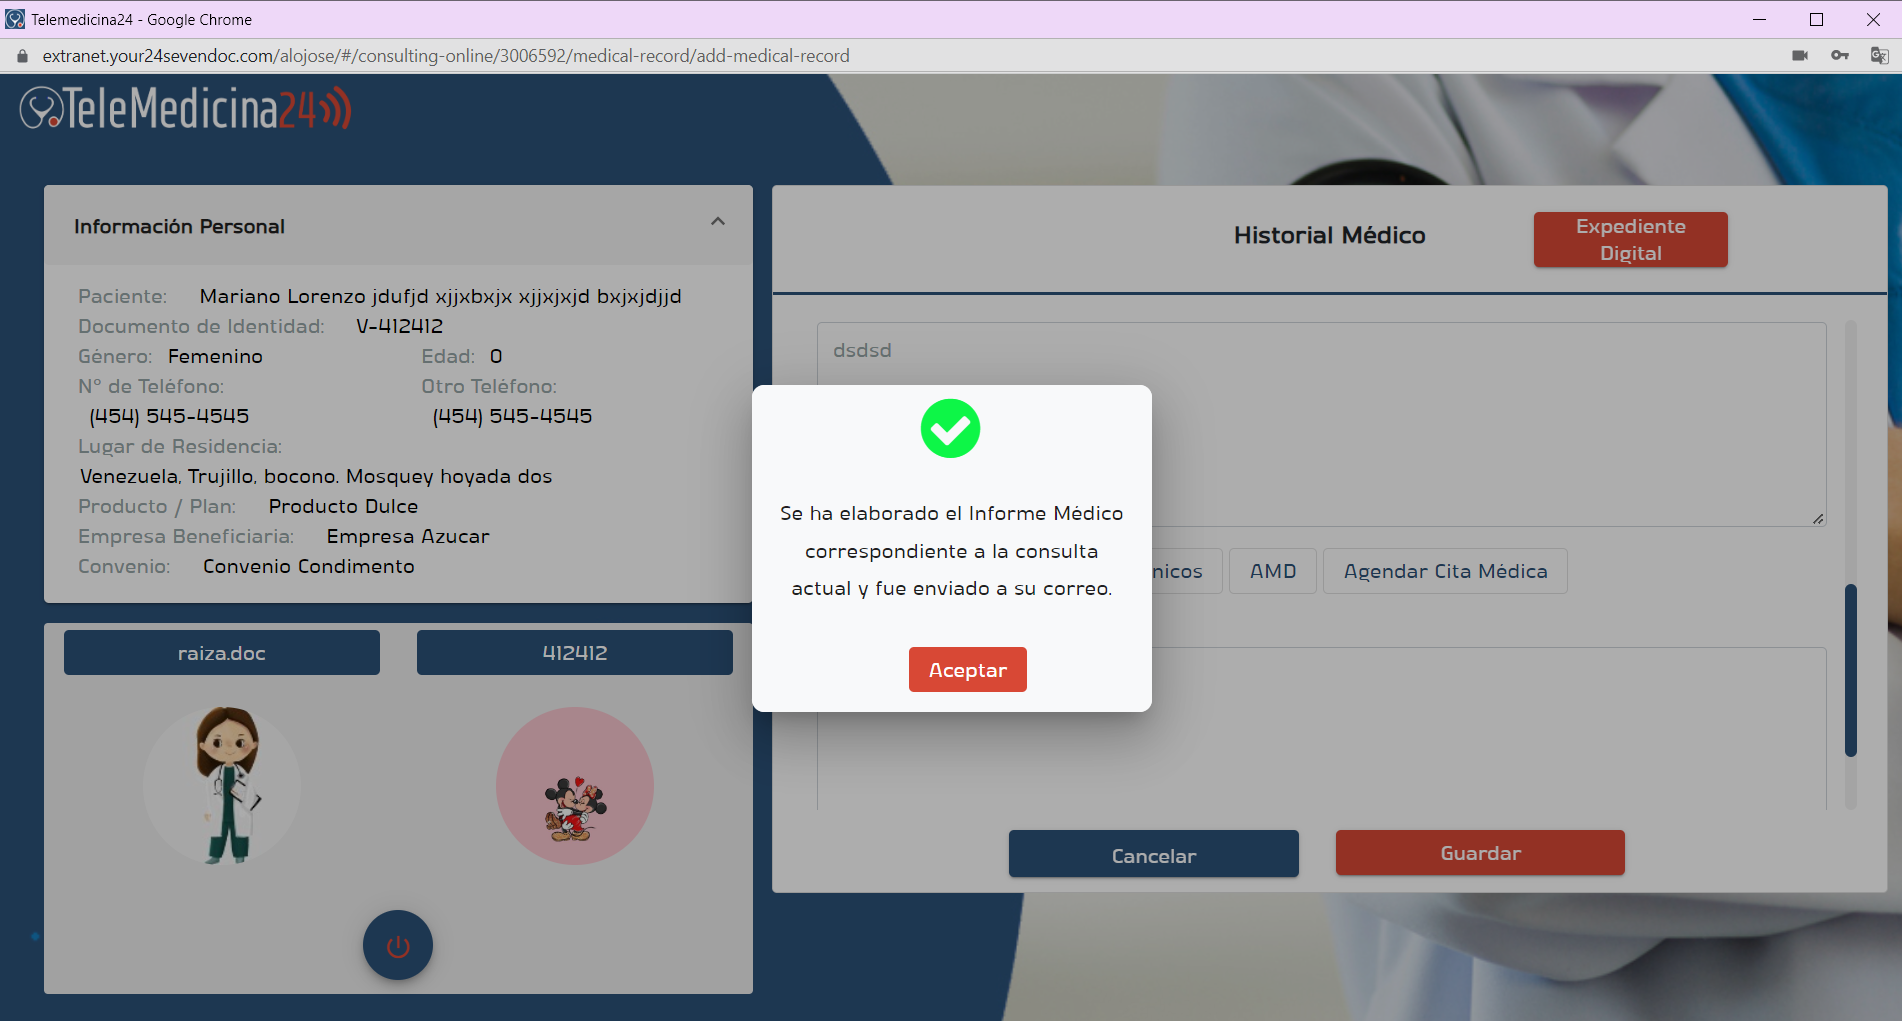 Telemedicina24 - Google Chrome
extranet.your24sevendoc.com/alojose/#/consulting-online/3006592/medical-record/add-medical-record
TeleMedicina24
Información Personal
Paciente: Mariano Lorenzo jdufjd xjjxbxjx xjjxjxjd bxjxjdjjd
Documento de Identidad: V-412412
Género: Femenino Edad: 0
Nº de Teléfono: Otro Teléfono:
(454) 545-4545 (454) 545-4545
Lugar de Residencia:
Venezuela, Trujillo, bocono. Mosquey hoyada dos
Producto / Plan: Producto Dulce
Empresa Beneficiaria: Empresa Azucar
Convenio: Convenio Condimento
raiza.doc 412412
Historial Médico
Expediente
Digital
dsdsd
nicos AMD Agendar Cita Médica
Cancelar Guardar
Se ha elaborado el Informe Médico
correspondiente a la consulta
actual y fue enviado a su correo.
Aceptar